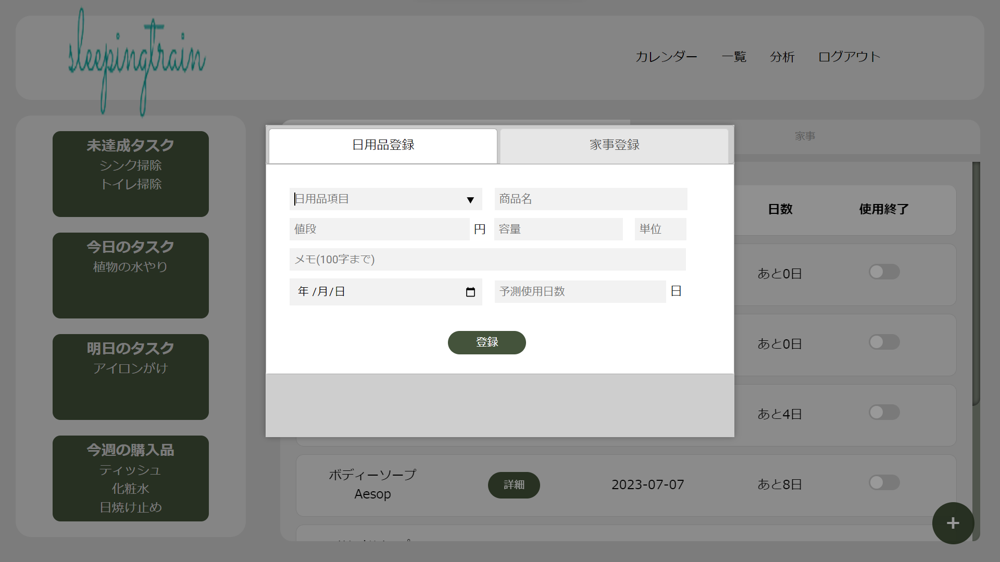 sleepingtrain
カレンダー 一覧 分析 ログアウト
未達成タスク
シンク掃除
トイレ掃除
今日のタスク
植物の水やり
明日のタスク
アイロンがけ
今週の購入品
ティッシュ
化粧水
日焼け止め
家事
日用品登録 家事登録
日用品項目 商品名
値段 円 容量 単位
メモ(100字まで)
年 /月/日 予測使用日数 日
登録
日数 使用終了
あと0日
あと0日
あと4日
ボディーソープ
Aesop
詳細 2023-07-07 あと8日
+